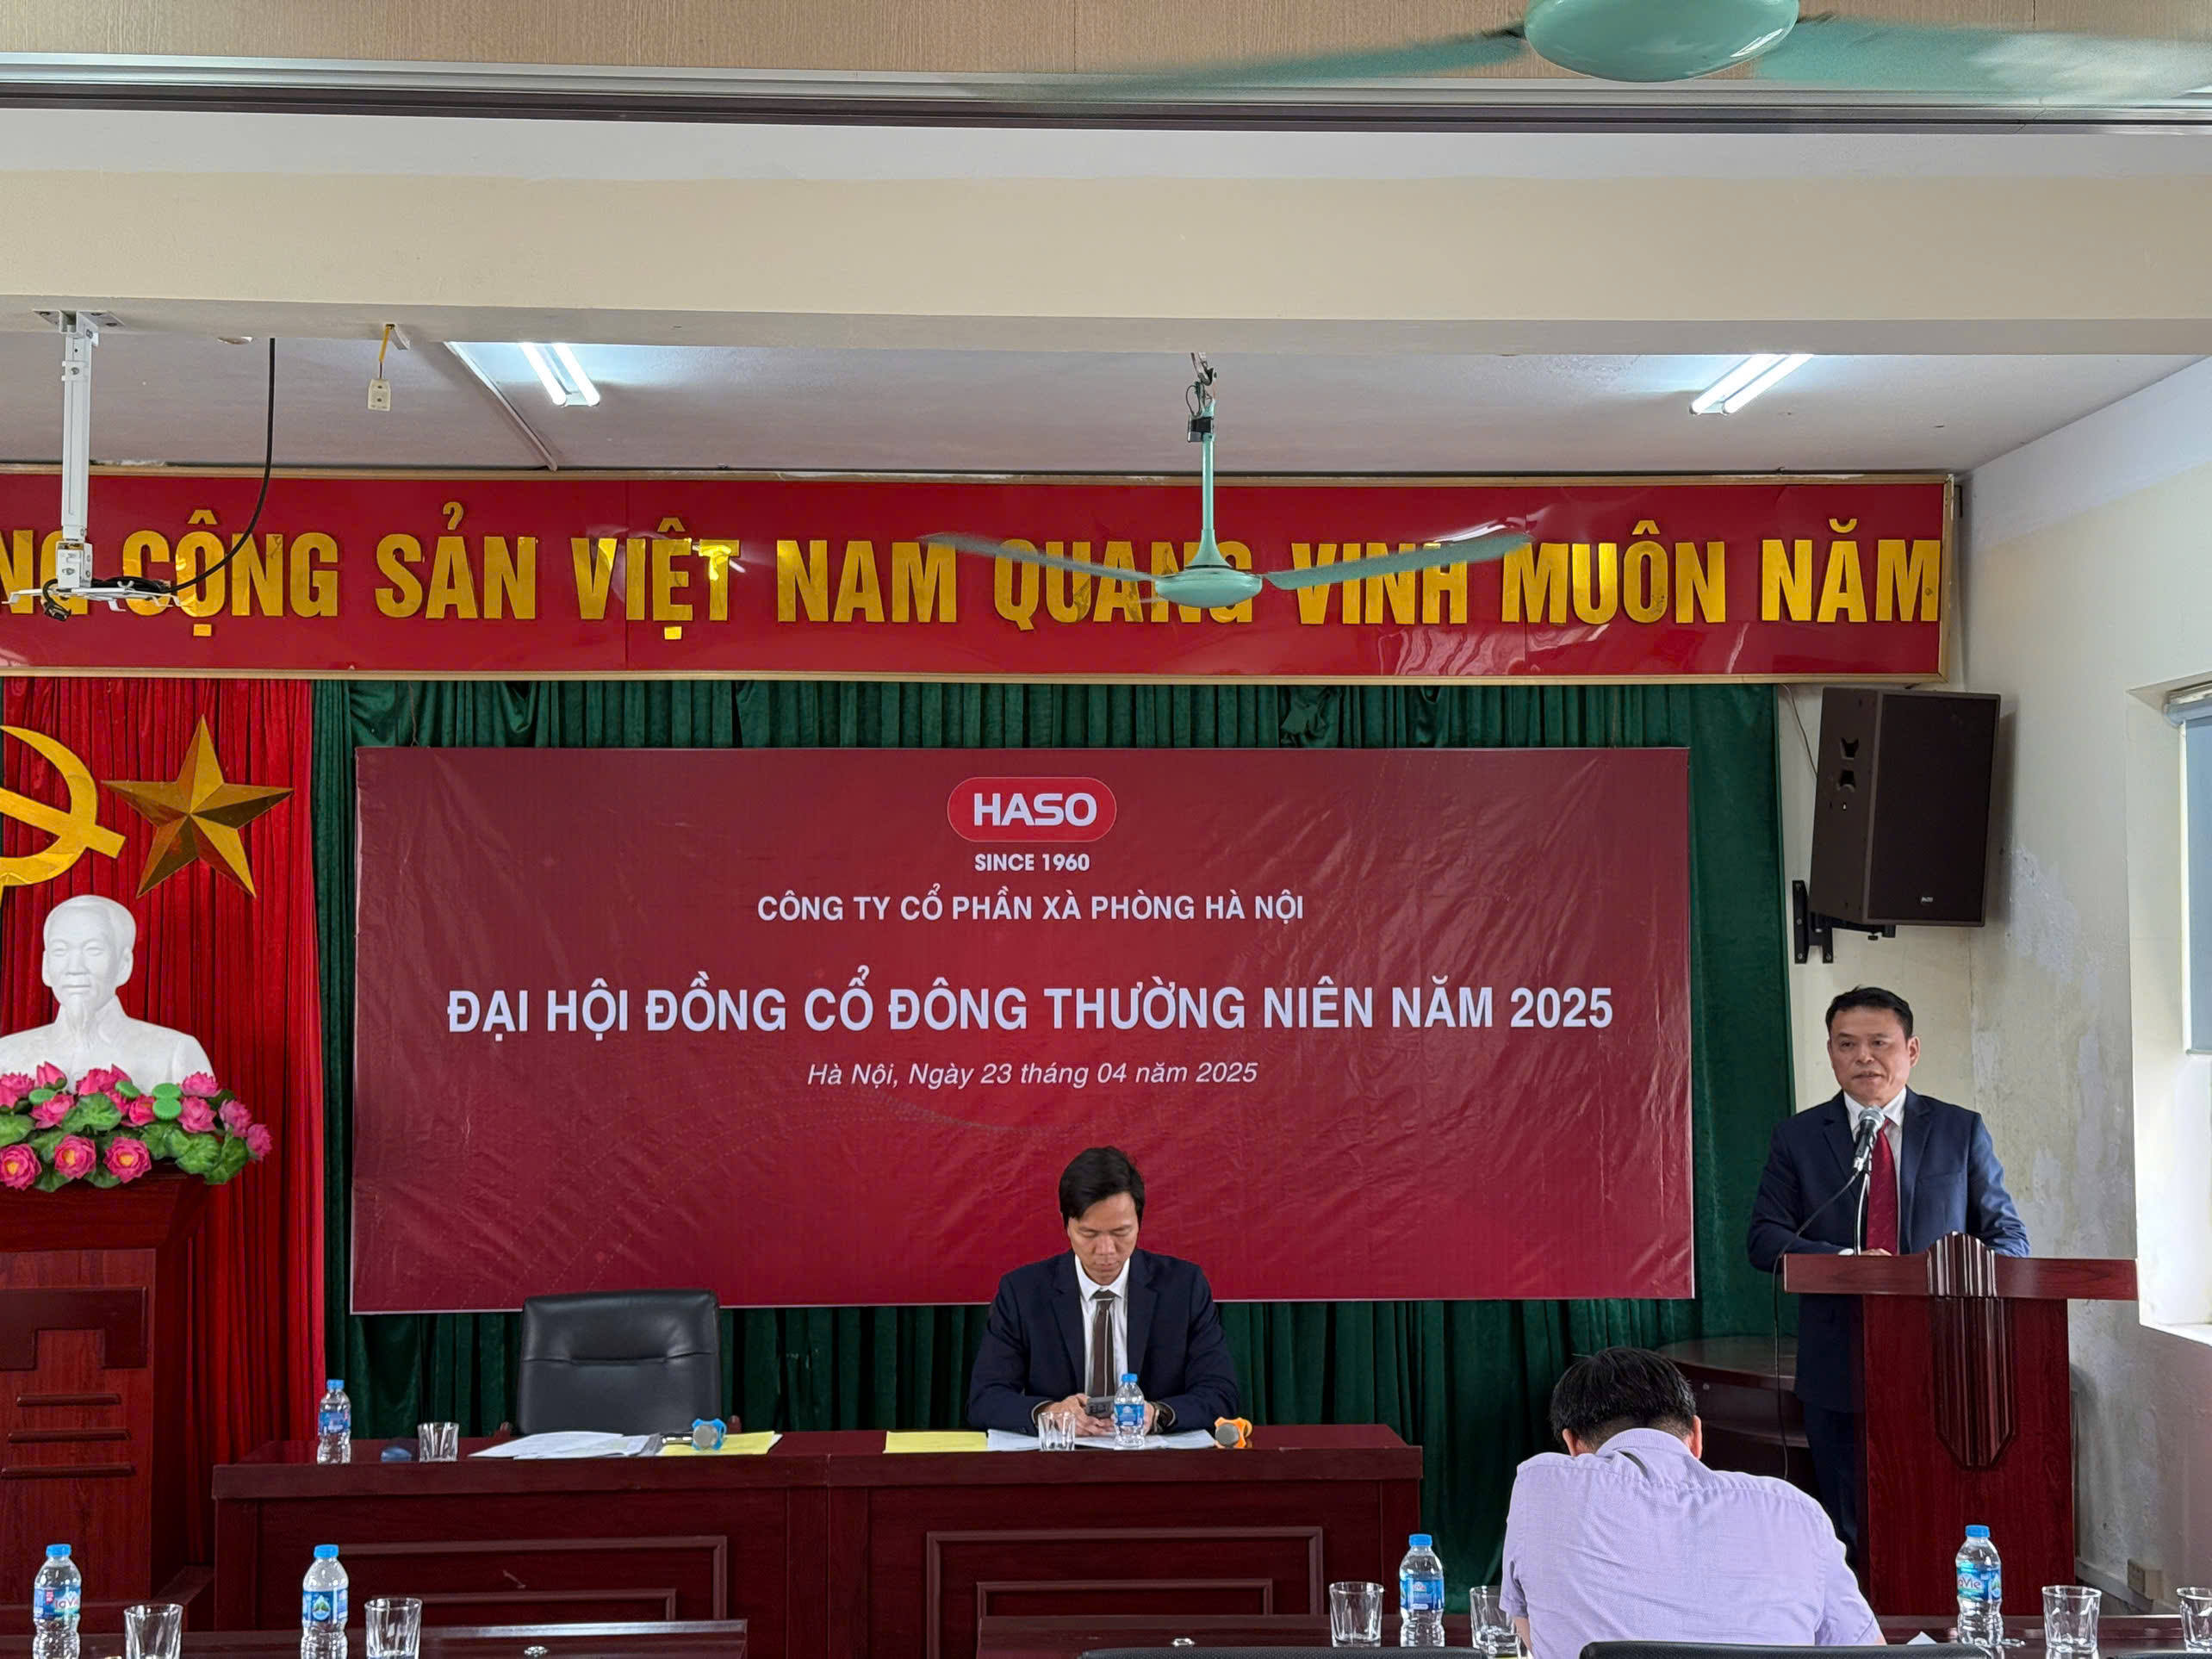 CỘNG SẢN VIỆT NAM QUANG VINH MUÔN NĂM
HASO
SINCE 1960
CÔNG TY CỔ PHẦN XÀ PHÒNG HÀ NỘI
ĐẠI HỘI ĐỒNG CỔ ĐÔNG THƯỜNG NIÊN NĂM 2025
Hà Nội, Ngày 23 tháng 04 năm 2025
LaVie